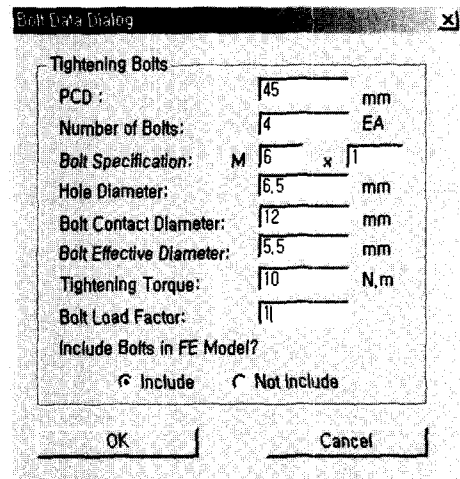 Bolt Data Dialog
Tightening Bolts
PCD : 45 mm
Number of Bolts: 4 EA
Bolt Specification: M 6 x 1
Hole Diameter: 6.5 mm
Bolt Contact Diameter: 12 mm
Bolt Effective Diameter: 5.5 mm
Tightening Torque: 10 N.m
Bolt Load Factor: 1
Include Bolts in FE Model?
Include Not Include
OK Cancel